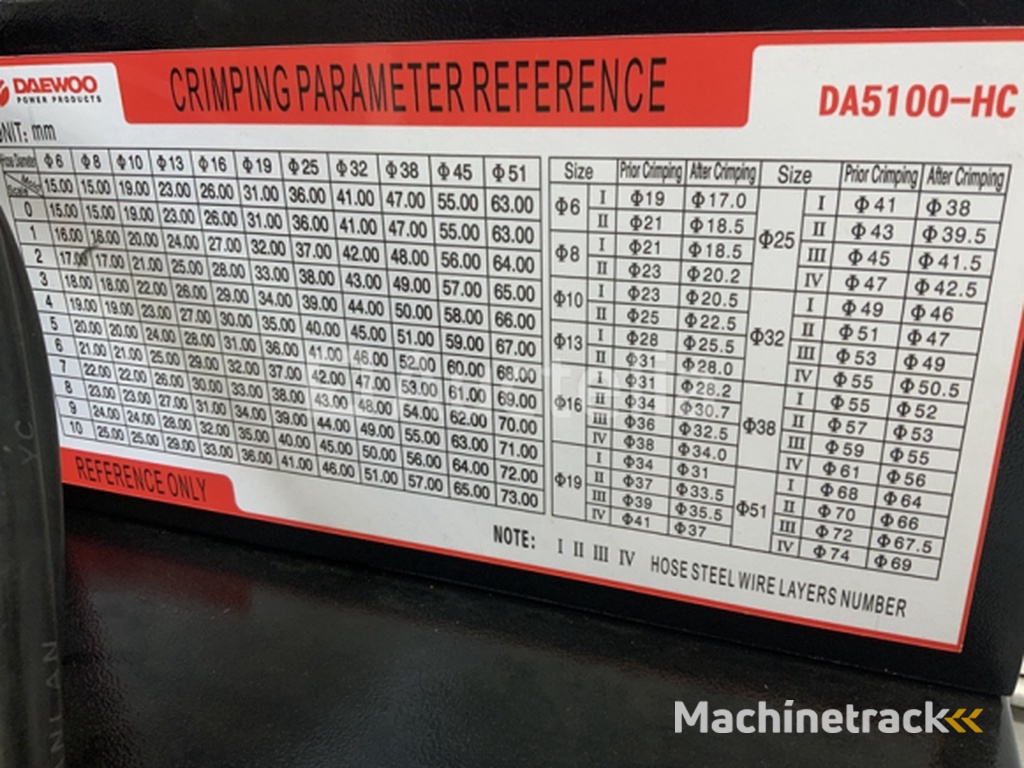 DAEWOO
POWER PRODUCTS
CRIMPING PARAMETER REFERENCE
DA5100-HC
UNIT: mm
Hose Diameter Φ6 Φ8 Φ10 Φ13 Φ16 Φ19 Φ25 Φ32 Φ38 Φ45 Φ51
Scale 15.00 15.00 19.00 23.00 26.00 31.00 36.00 41.00 47.00 55.00 63.00
0 15.00 15.00 19.00 23.00 26.00 31.00 36.00 41.00 47.00 55.00 63.00
1 16.00 16.00 20.00 24.00 27.00 32.00 37.00 42.00 48.00 56.00 64.00
2 17.00 17.00 21.00 25.00 28.00 33.00 38.00 43.00 49.00 57.00 65.00
3 18.00 18.00 22.00 26.00 29.00 34.00 39.00 44.00 50.00 58.00 66.00
4 19.00 19.00 23.00 27.00 30.00 35.00 40.00 45.00 51.00 59.00 67.00
5 20.00 20.00 24.00 28.00 31.00 36.00 41.00 46.00 52.00 60.00 68.00
6 21.00 21.00 25.00 29.00 32.00 37.00 42.00 47.00 53.00 61.00 69.00
7 22.00 22.00 26.00 30.00 33.00 38.00 43.00 48.00 54.00 62.00 70.00
8 23.00 23.00 27.00 31.00 34.00 39.00 44.00 49.00 55.00 63.00 71.00
9 24.00 24.00 28.00 32.00 35.00 40.00 45.00 50.00 56.00 64.00 72.00
10 25.00 25.00 29.00 33.00 36.00 41.00 46.00 51.00 57.00 65.00 73.00
REFERENCE ONLY
Size Prior Crimping After Crimping
Φ6 I Φ19 Φ17.0
II Φ21 Φ18.5
Φ8 I Φ21 Φ18.5
II Φ23 Φ20.2
Φ10 I Φ23 Φ20.5
II Φ25 Φ22.5
Φ13 I Φ28 Φ25.5
II Φ31 Φ28.0
Φ16 I Φ31 Φ28.2
II Φ34 Φ30.7
III Φ36 Φ32.5
IV Φ38 Φ34.0
Φ19 I Φ34 Φ31
II Φ37 Φ33.5
III Φ39 Φ35.5
IV Φ41 Φ37
Size Prior Crimping After Crimping
Φ25 I Φ41 Φ38
II Φ43 Φ39.5
III Φ45 Φ41.5
IV Φ47 Φ42.5
Φ32 I Φ49 Φ46
II Φ51 Φ47
III Φ53 Φ49
IV Φ55 Φ50.5
Φ38 I Φ55 Φ52
II Φ57 Φ53
III Φ59 Φ55
IV Φ61 Φ56
Φ51 I Φ68 Φ64
II Φ70 Φ66
III Φ72 Φ67.5
IV Φ74 Φ69
NOTE: I II III IV HOSE STEEL WIRE LAYERS NUMBER
Machinetrack